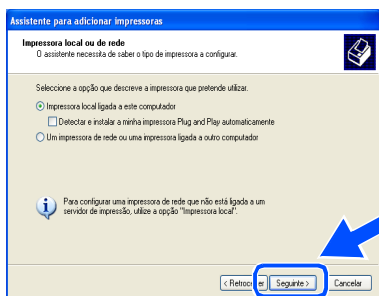 Assistente para adicionar impressoras
Impressora local ou de rede
O assistente necessita de saber o tipo de impressora a configurar.
Seleccione a opção que descreve a impressora que pretende utilizar.
Impressora local ligada a este computador
Detectar e instalar a minha impressora Plug and Play automaticamente
Um impressora de rede ou uma impressora ligada a outro computador
Para configurar uma impressora de rede que não está ligada a um
servidor de impressão, utilize a opção "Impressora local".
< Retroceder Seguinte > Cancelar